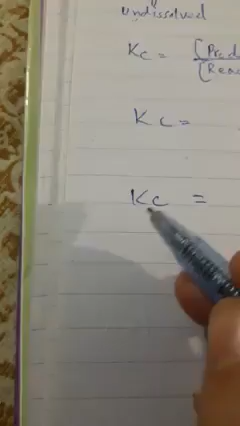 undissolved
Kc = [Prod
[Reac
Kc =
Kc =